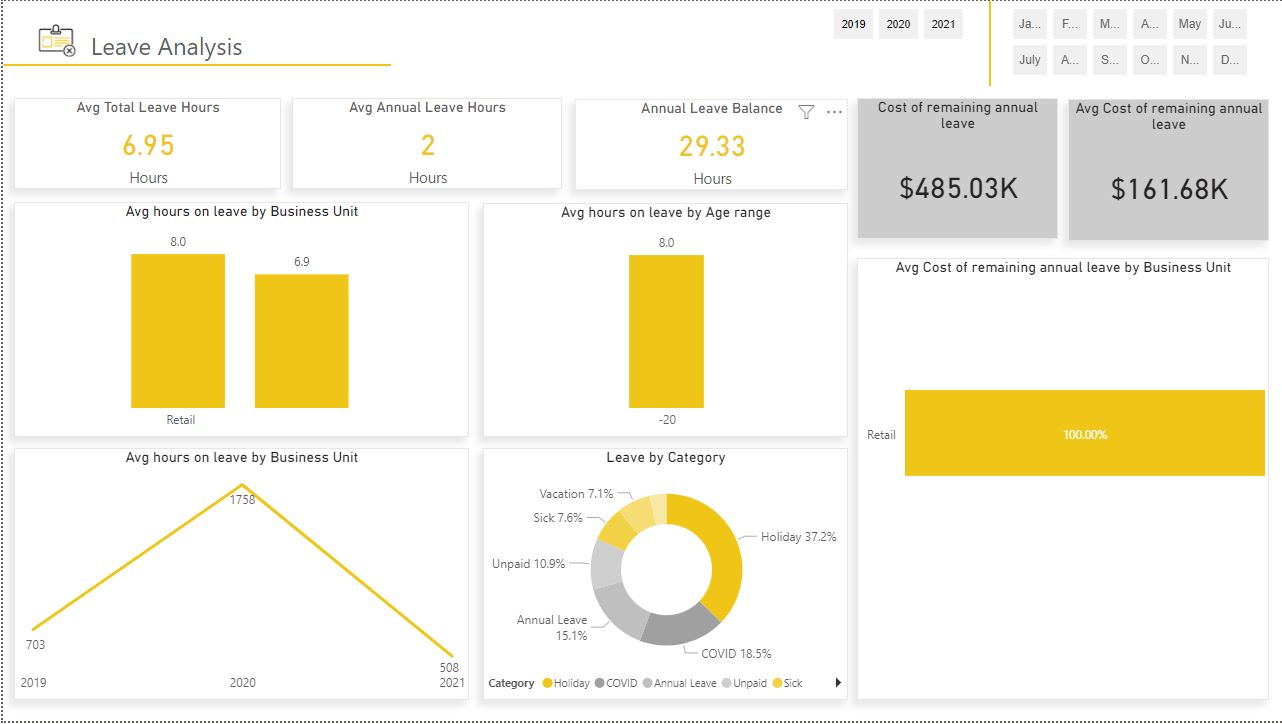 Leave Analysis
2019 2020 2021
Ja... F... M... A... May Ju...
July A... S... O... N... D...
Avg Total Leave Hours
6.95
Hours
Avg Annual Leave Hours
2
Hours
Annual Leave Balance
29.33
Hours
Cost of remaining annual
leave
$485.03K
Avg Cost of remaining annual
leave
$161.68K
Avg hours on leave by Business Unit
8.0
6.9
Retail
Avg hours on leave by Age range
8.0
-20
Avg Cost of remaining annual leave by Business Unit
Retail
100.00%
Avg hours on leave by Business Unit
1758
703
508
2019 2020 2021
Leave by Category
Vacation 7.1%
Sick 7.6%
Holiday 37.2%
Unpaid 10.9%
Annual Leave
15.1%
COVID 18.5%
Category Holiday COVID Annual Leave Unpaid Sick